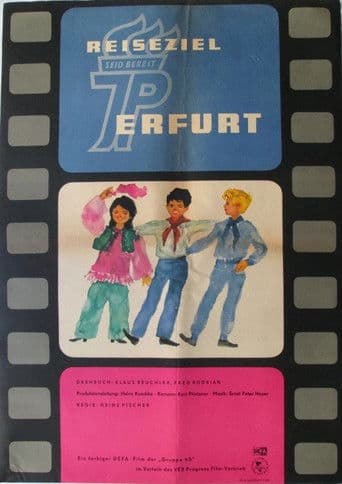 REISEZIEL
SEID BEREIT
JP
ERFURT
DREHBUCH: KLAUS BEUCHLER, FRED RODRIAN
Produktionsleitung: Heinz Kuschke · Kamera: Karl Plintzner · Musik: Ernst Peter Hoyer
REGIE: HEINZ FISCHER
Ein farbiger DEFA-Film der „Gruppe 45"
im Verleih des VEB Progress Film-Vertrieb